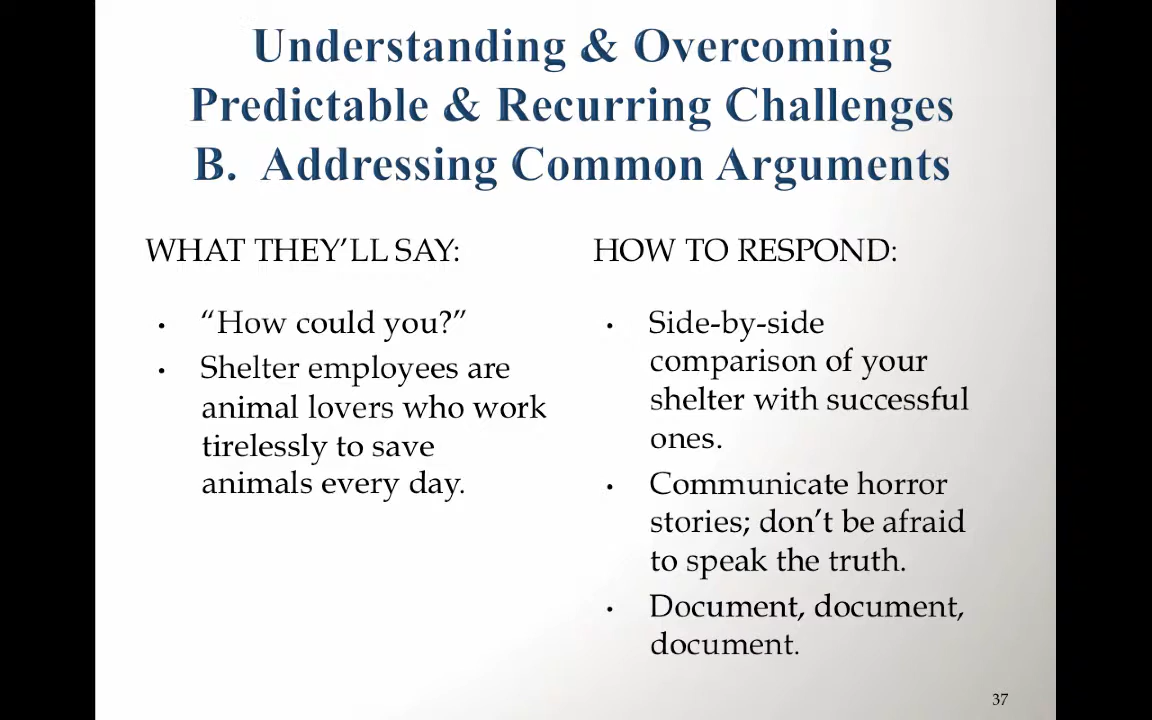 Understanding & Overcoming
Predictable & Recurring Challenges
B. Addressing Common Arguments
WHAT THEY’LL SAY:
• “How could you?”
• Shelter employees are
animal lovers who work
tirelessly to save
animals every day.
HOW TO RESPOND:
• Side-by-side
comparison of your
shelter with successful
ones.
• Communicate horror
stories; don’t be afraid
to speak the truth.
• Document, document,
document.
37